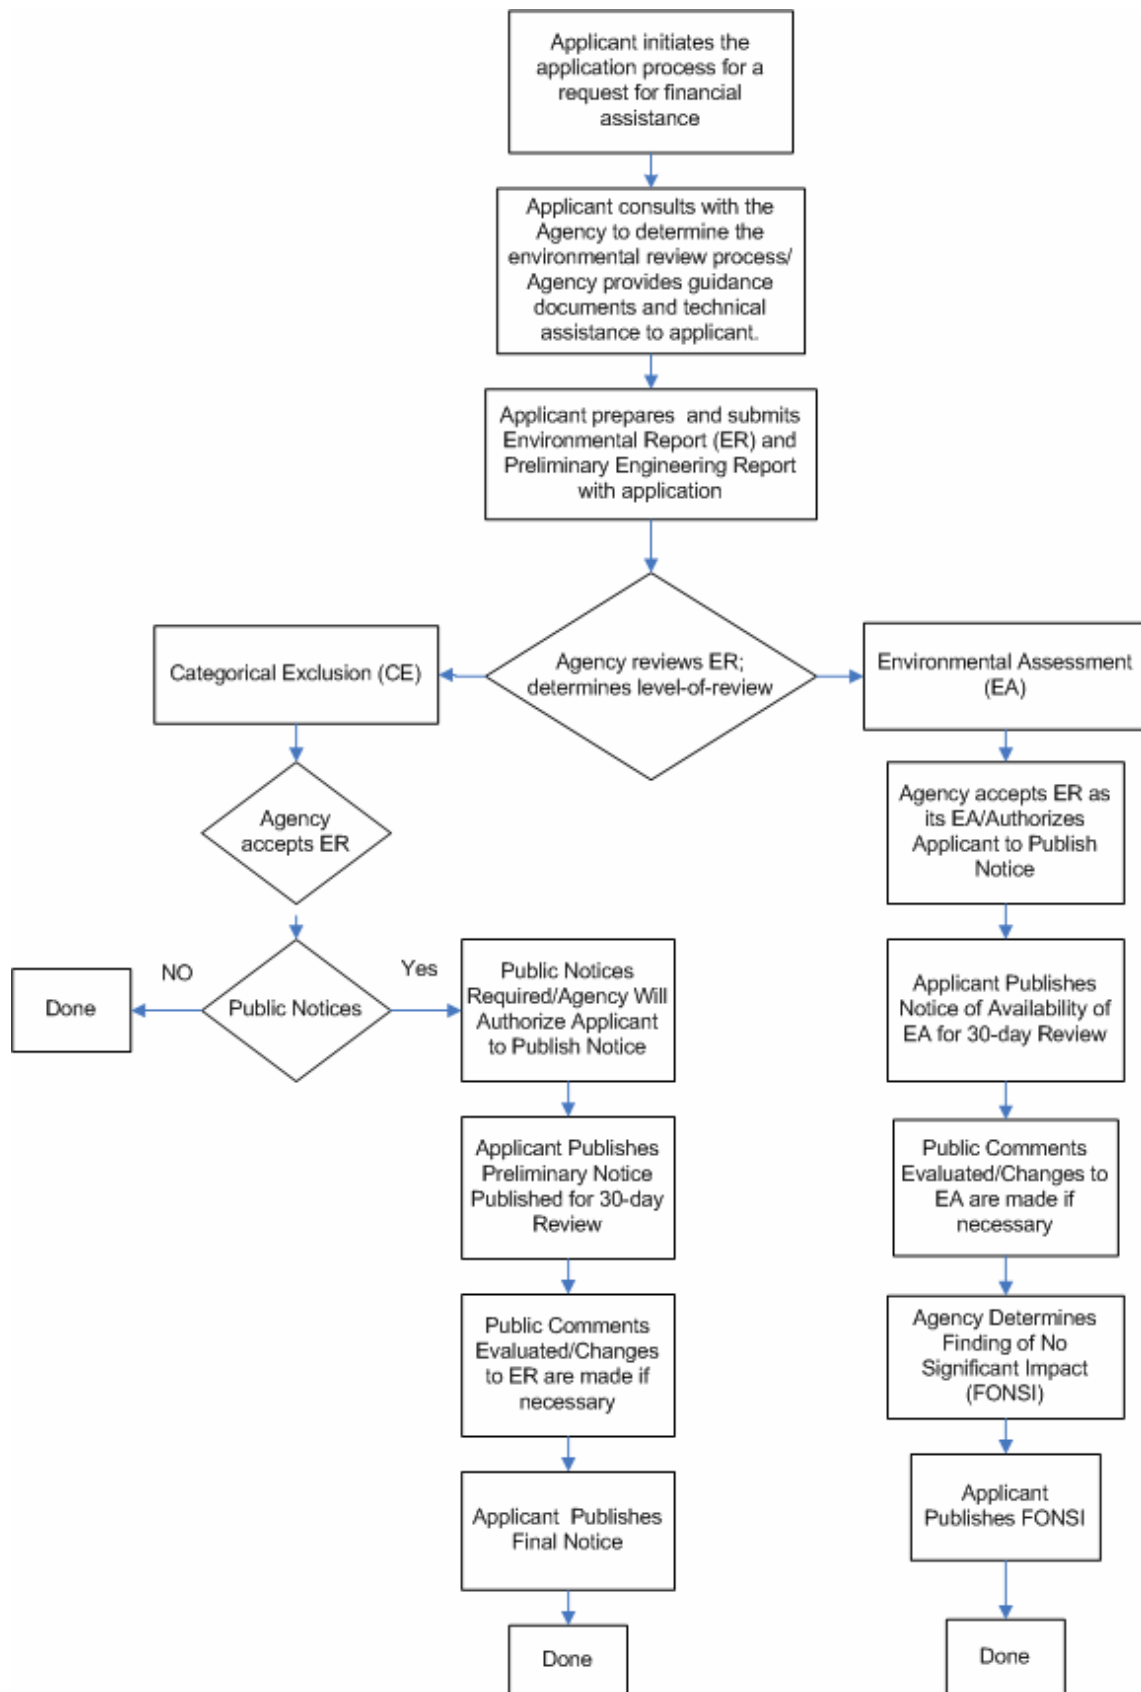 Applicant initiates the
application process for a
request for financial
assistance
Applicant consults with the
Agency to determine the
environmental review process/
Agency provides guidance
documents and technical
assistance to applicant.
Applicant prepares and submits
Environmental Report (ER) and
Preliminary Engineering Report
with application
Agency reviews ER;
determines level-of-review
Categorical Exclusion (CE)
Agency
accepts ER
Public Notices
NO
Done
Yes
Public Notices
Required/Agency Will
Authorize Applicant
to Publish Notice
Applicant Publishes
Preliminary Notice
Published for 30-day
Review
Public Comments
Evaluated/Changes
to ER are made if
necessary
Applicant Publishes
Final Notice
Done
Environmental Assessment
(EA)
Agency accepts ER as
its EA/Authorizes
Applicant to Publish
Notice
Applicant Publishes
Notice of Availability of
EA for 30-day Review
Public Comments
Evaluated/Changes to
EA are made if
necessary
Agency Determines
Finding of No
Significant Impact
(FONSI)
Applicant
Publishes FONSI
Done